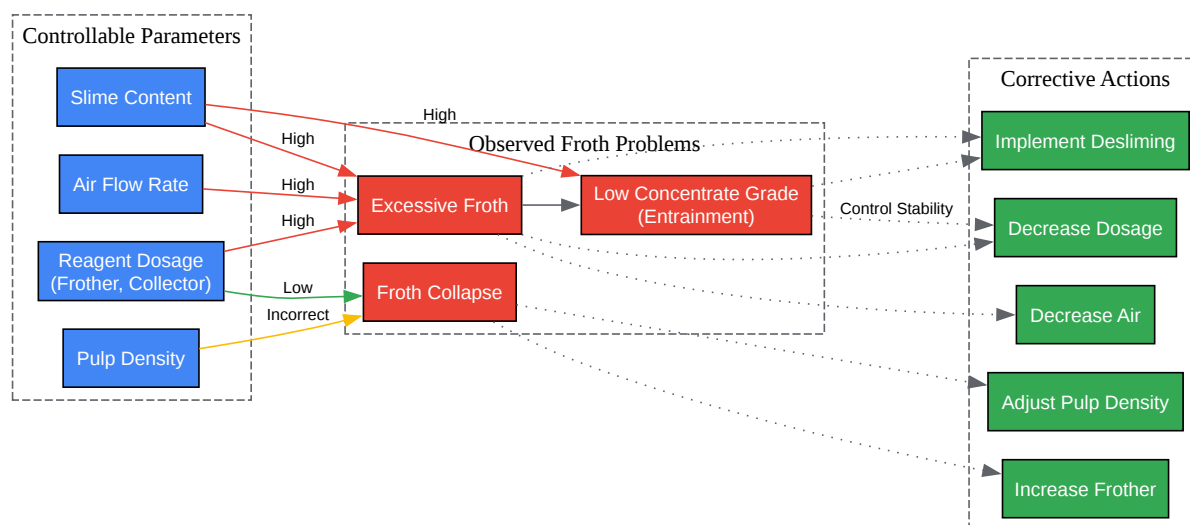 Controllable Parameters
Slime Content
Air Flow Rate
Reagent Dosage
(Frother, Collector)
Pulp Density
High
High
High
High
Low
Incorrect
Observed Froth Problems
Excessive Froth
Low Concentrate Grade
(Entrainment)
Froth Collapse
Control Stability
Corrective Actions
Implement Desliming
Decrease Dosage
Decrease Air
Adjust Pulp Density
Increase Frother